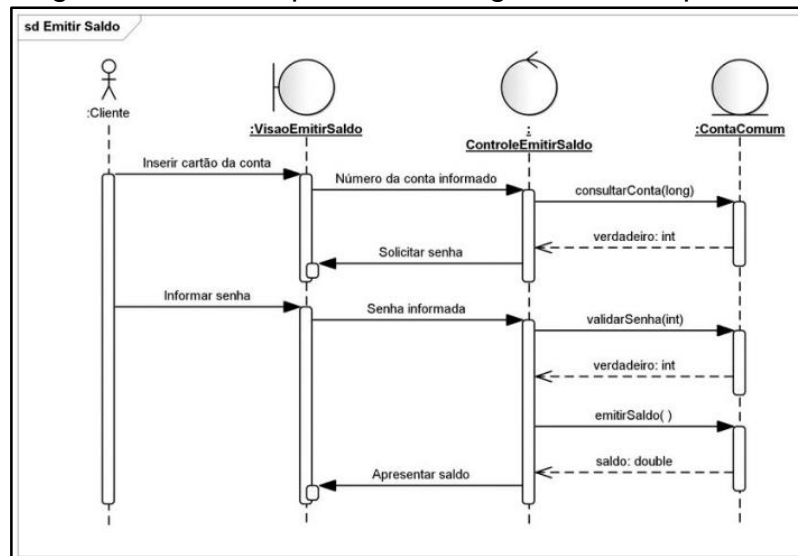 sd Emitir Saldo
:Cliente
:VisaoEmitirSaldo
:
ControleEmitirSaldo
:ContaComum
Inserir cartão da conta
Número da conta informado
consultarConta(long)
verdadeiro: int
Solicitar senha
Informar senha
Senha informada
validarSenha(int)
verdadeiro: int
emitirSaldo( )
saldo: double
Apresentar saldo